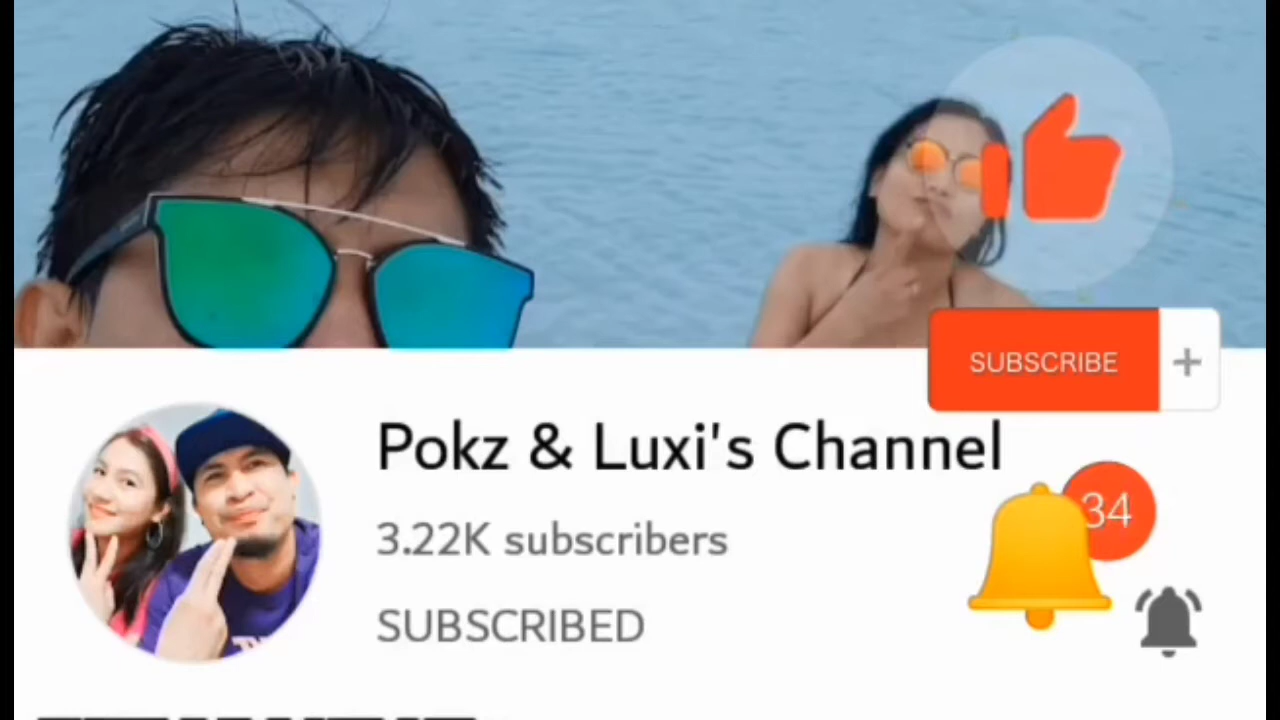 SUBSCRIBE +
Pokz & Luxi's Channel
34
3.22K subscribers
SUBSCRIBED